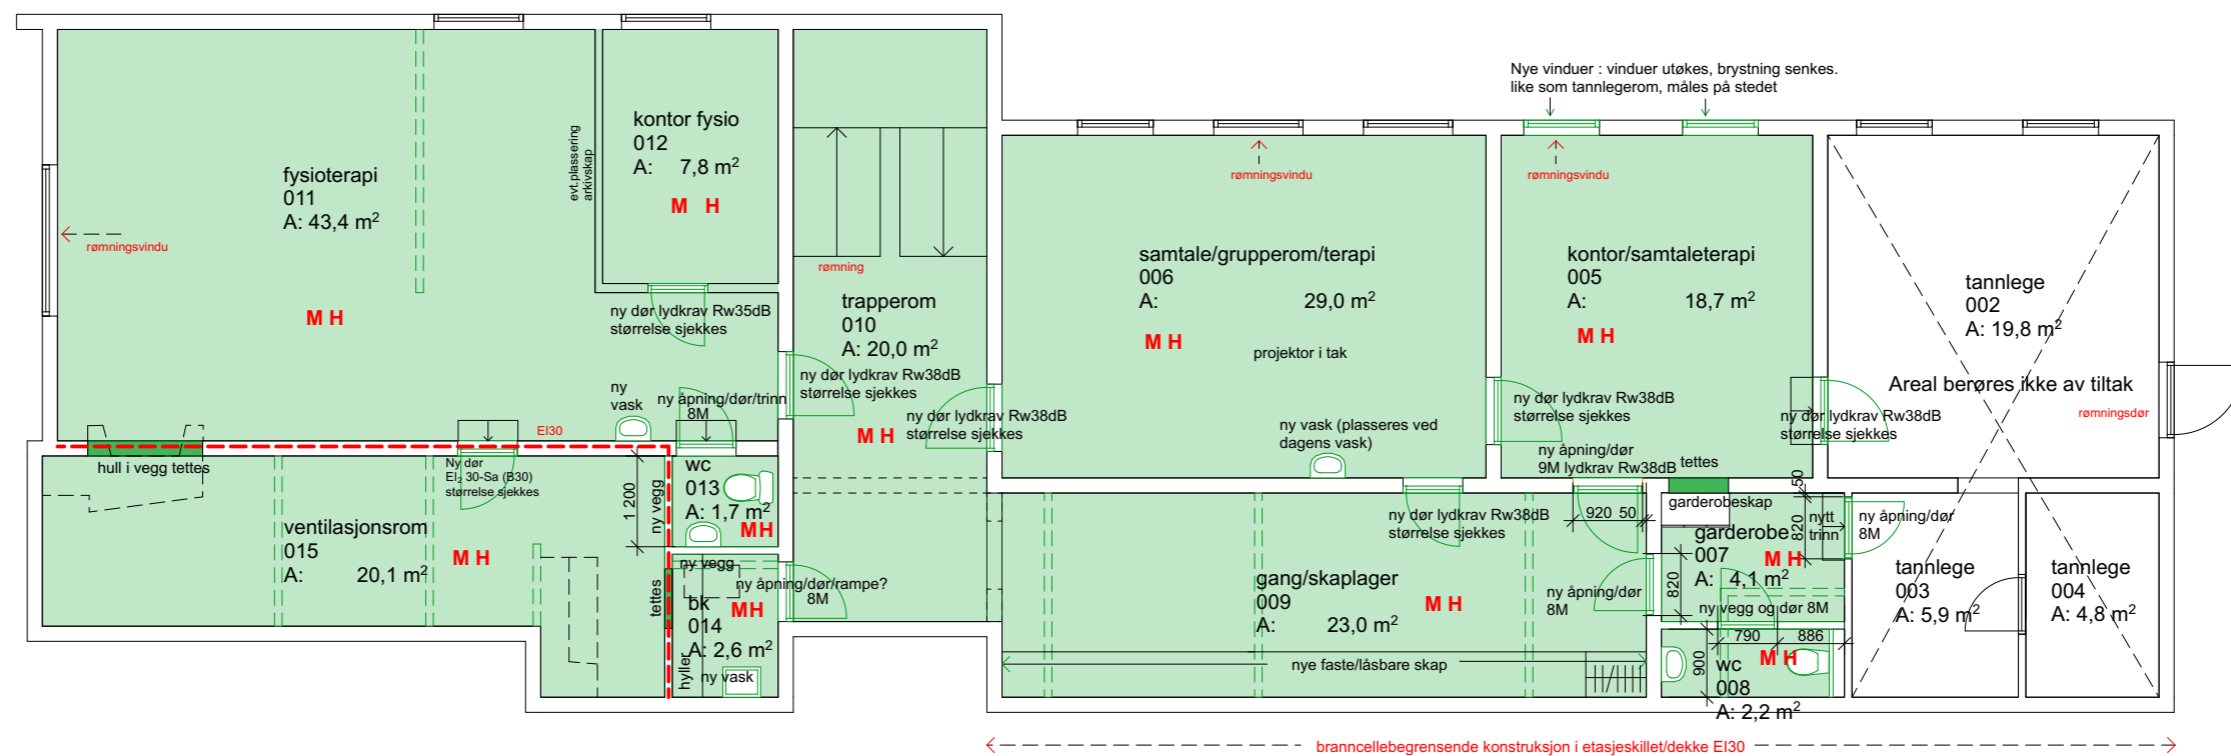 Nye vinduer : vinduer utøkes, brystning senkes.
like som tannlegerom, måles på stedet
kontor fysio
012
A: 7,8 m²
M H
evt.plassering
arkivskap
fysioterapi
011
A: 43,4 m²
rømningsvindu
M H
ny dør lydkrav Rw35dB
størrelse sjekkes
ny
vask
ny åpning/dør/trinn
8M
EI30
rømning
trapperom
010
A: 20,0 m²
ny dør lydkrav Rw38dB
størrelse sjekkes
M H
ny dør lydkrav Rw38dB
størrelse sjekkes
rømningsvindu
samtale/grupperom/terapi
006
A: 29,0 m²
M H
projektor i tak
ny vask (plasseres ved
dagens vask)
rømningsvindu
kontor/samtaleterapi
005
A: 18,7 m²
M H
ny dør lydkrav Rw38dB
størrelse sjekkes
ny åpning/dør
9M lydkrav Rw38dB
tettes
tannlege
002
A: 19,8 m²
Areal berøres ikke av tiltak
rømningsdør
ny dør lydkrav Rw38dB
størrelse sjekkes
hull i vegg tettes
Ny dør
EI₂ 30-Sa (B30)
størrelse sjekkes
ventilasjonsrom
015
A: 20,1 m²
M H
1 200
ny vegg
wc
013
A: 1,7 m²
MH
ny vegg
ny åpning/dør/rampe?
8M
tettes
bk
014
A: 2,6 m²
MH
hyller
ny vask
ny dør lydkrav Rw38dB
størrelse sjekkes
920 50
gang/skaplager
009
A: 23,0 m²
M H
ny åpning/dør
8M
820
nye faste/låsbare skap
garderobeskap
garderobe
007
A: 4,1 m²
M H
50
820
nytt
trinn
ny åpning/dør
8M
ny vegg og dør 8M
790 886
900
wc
008
A: 2,2 m²
M H
tannlege
003
A: 5,9 m²
tannlege
004
A: 4,8 m²
branncellebegrensende konstruksjon i etasjeskillet/dekke EI30